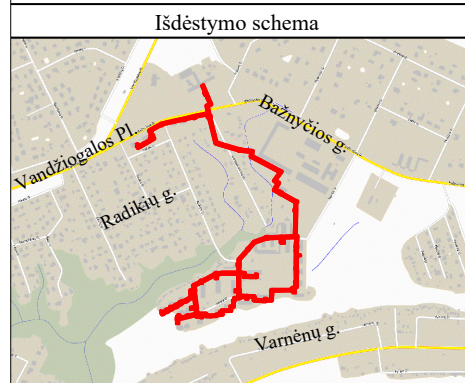 Išdėstymo schema
Bažnyčios g.
Vandžiogalos Pl.
Radikių g.
Varnėnų g.